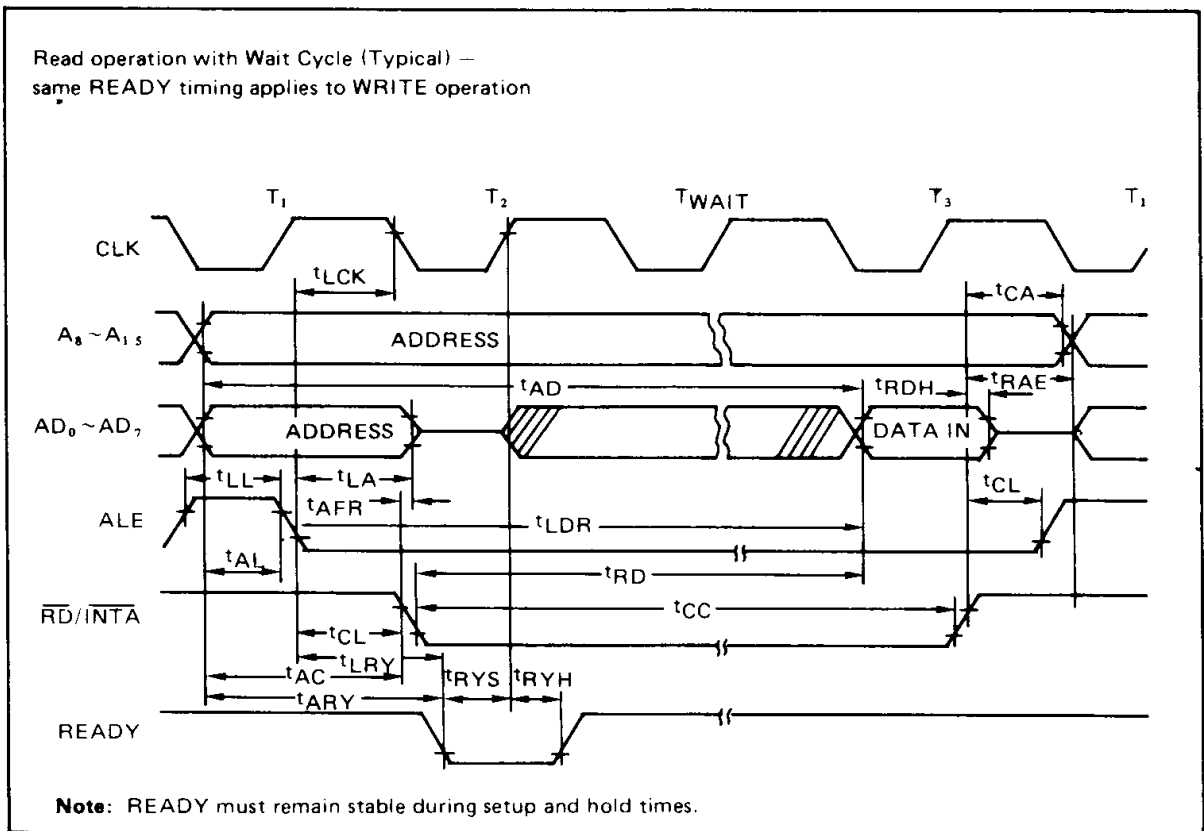 Read operation with Wait Cycle (Typical) —
same READY timing applies to WRITE operation
T1 T2 TWAIT T3 T1
CLK
tLCK
tCA
A8~A15 ADDRESS
tAD tRDH tRAE
AD0~AD7 ADDRESS DATA IN
tLL tLA tCL
tAFR
ALE tLDR
tAL
tRD
RD/INTA tCC
tCL
tLRY
tAC tRYS tRYH
tARY
READY
Note: READY must remain stable during setup and hold times.